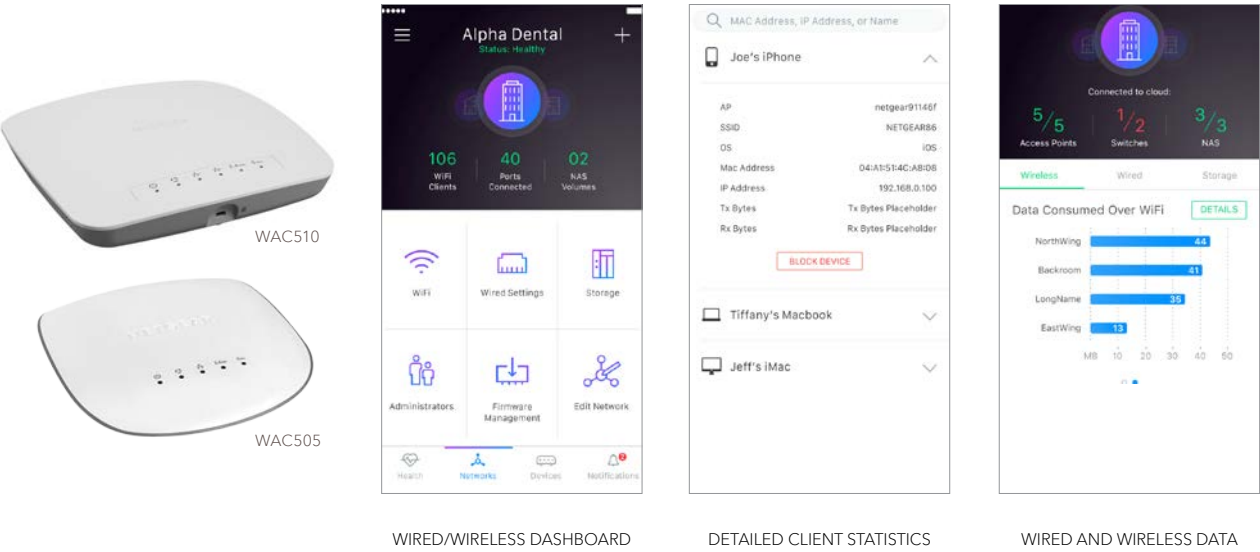 WAC510
WAC505
Alpha Dental
Status: Healthy
106
WiFi
Clients
40
Ports
Connected
02
NAS
Volumes
WiFi
Wired Settings
Storage
Administrators
Firmware
Management
Edit Network
Health
Networks
Devices
Notifications
2
WIRED/WIRELESS DASHBOARD
MAC Address, IP Address, or Name
Joe's iPhone
AP netgear91146f
SSID NETGEAR86
OS iOS
Mac Address 04:A1:51:4C:A8:08
IP Address 192.168.0.100
Tx Bytes Tx Bytes Placeholder
Rx Bytes Rx Bytes Placeholder
BLOCK DEVICE
Tiffany's Macbook
Jeff's iMac
DETAILED CLIENT STATISTICS
Connected to cloud:
5/5
Access Points
1/2
Switches
3/3
NAS
Wireless Wired Storage
Data Consumed Over WiFi DETAILS
NorthWing 44
Backroom 41
LongName 35
EastWing 13
MB 10 20 30 40 50
WIRED AND WIRELESS DATA